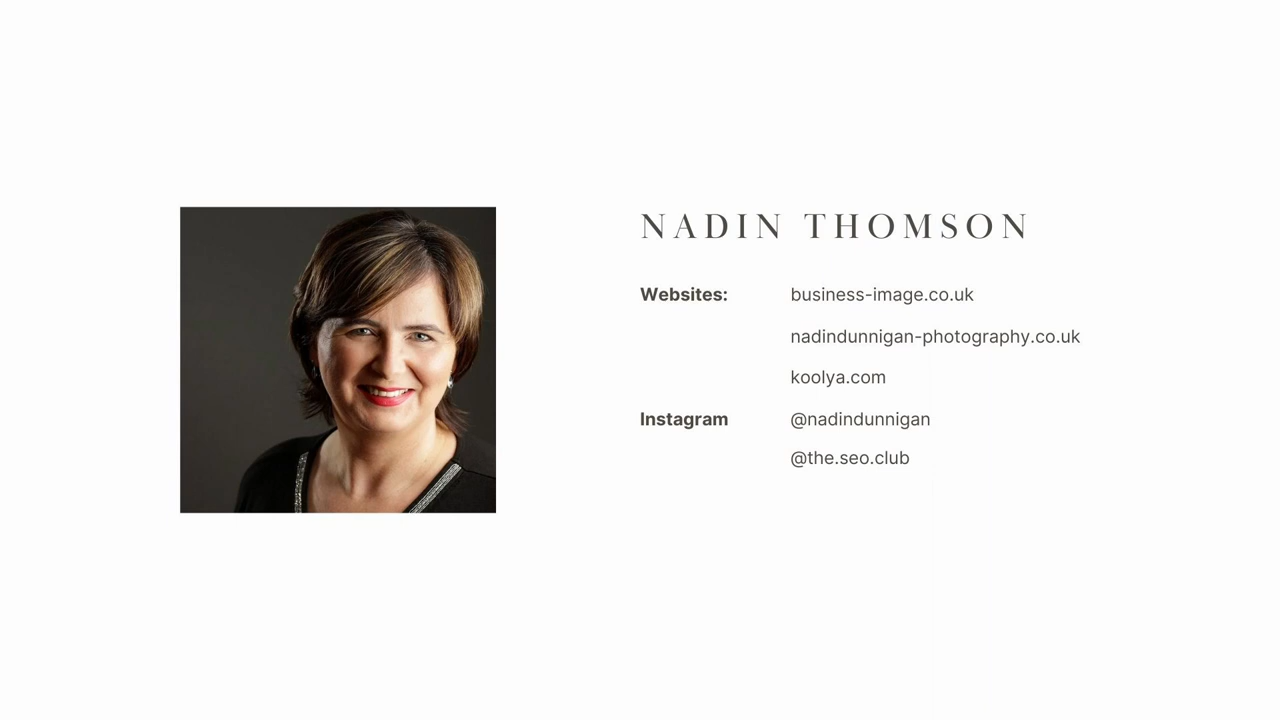 NADIN THOMSON
Websites: business-image.co.uk
nadindunnigan-photography.co.uk
koolya.com
Instagram @nadindunnigan
@the.seo.club